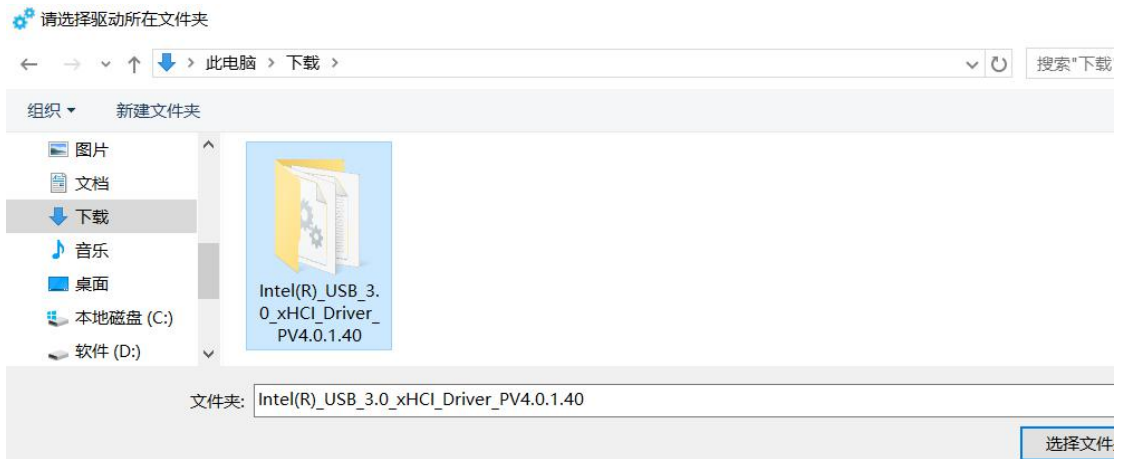 请选择驱动所在文件夹
此电脑 > 下载 >
搜索"下载"
组织
新建文件夹
图片
文档
下载
音乐
桌面
本地磁盘 (C:)
软件 (D:)
Intel(R)_USB_3.
0_xHCI_Driver_
PV4.0.1.40
文件夹:
Intel(R)_USB_3.0_xHCI_Driver_PV4.0.1.40
选择文件